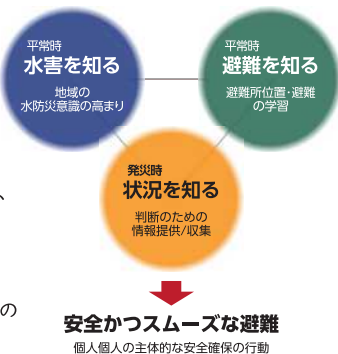 平常時
水害を知る
地域の
水防災意識の高まり
平常時
避難を知る
避難所位置・避難
の学習
発災時
状況を知る
判断のための
情報提供/収集
、
の
安全かつスムーズな避難
個人個人の主体的な安全確保の行動